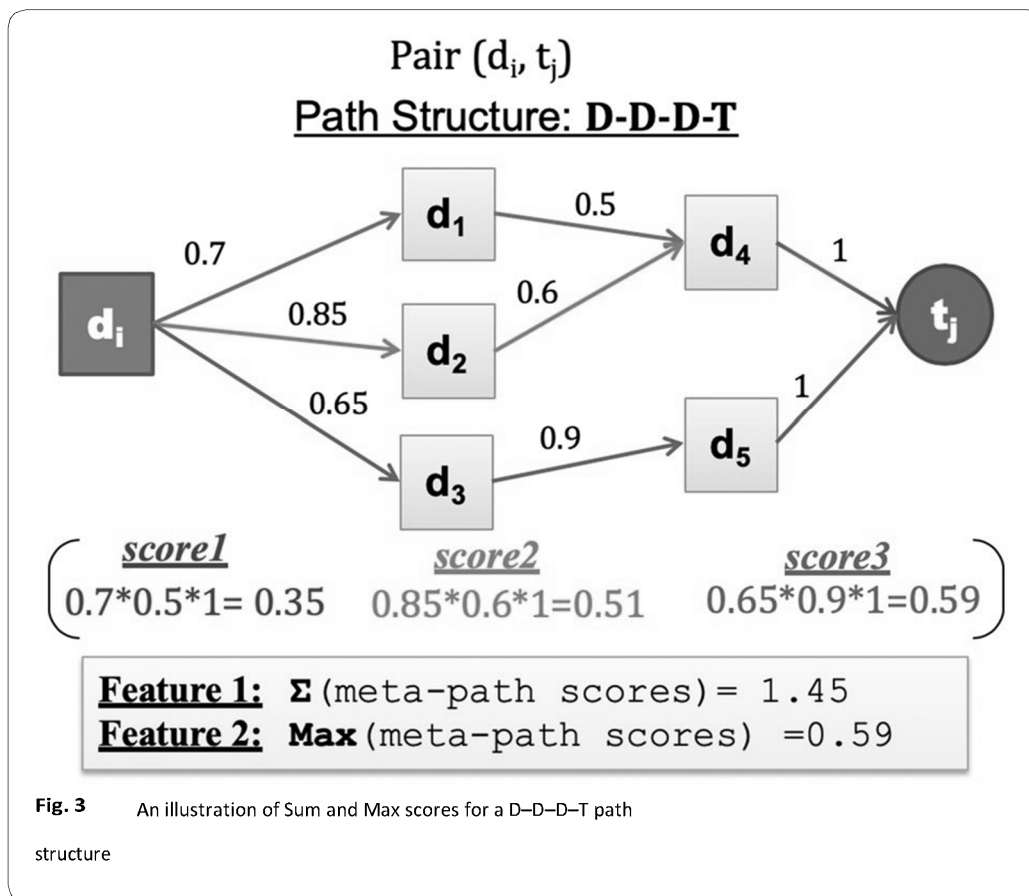 Pair (dᵢ, tⱼ)
Path Structure: D-D-D-T
d₁
0.5
0.7
d₄
1
0.85
0.6
dᵢ
d₂
tⱼ
0.65
1
0.9
d₃
d₅
score1
score2
score3
0.7*0.5*1= 0.35
0.85*0.6*1=0.51
0.65*0.9*1=0.59
Feature 1: Σ(meta-path scores)= 1.45
Feature 2: Max(meta-path scores) =0.59
Fig. 3 An illustration of Sum and Max scores for a D–D–D–T path
structure